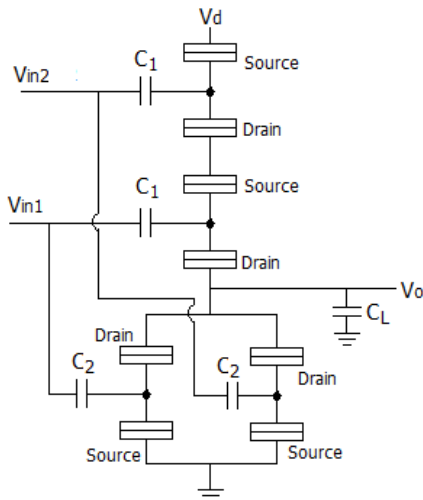 Vd
Source
C1
Vin2
Drain
C1
Source
Vin1
Drain
Vo
CL
Drain
C2
C2
Drain
Source
Source